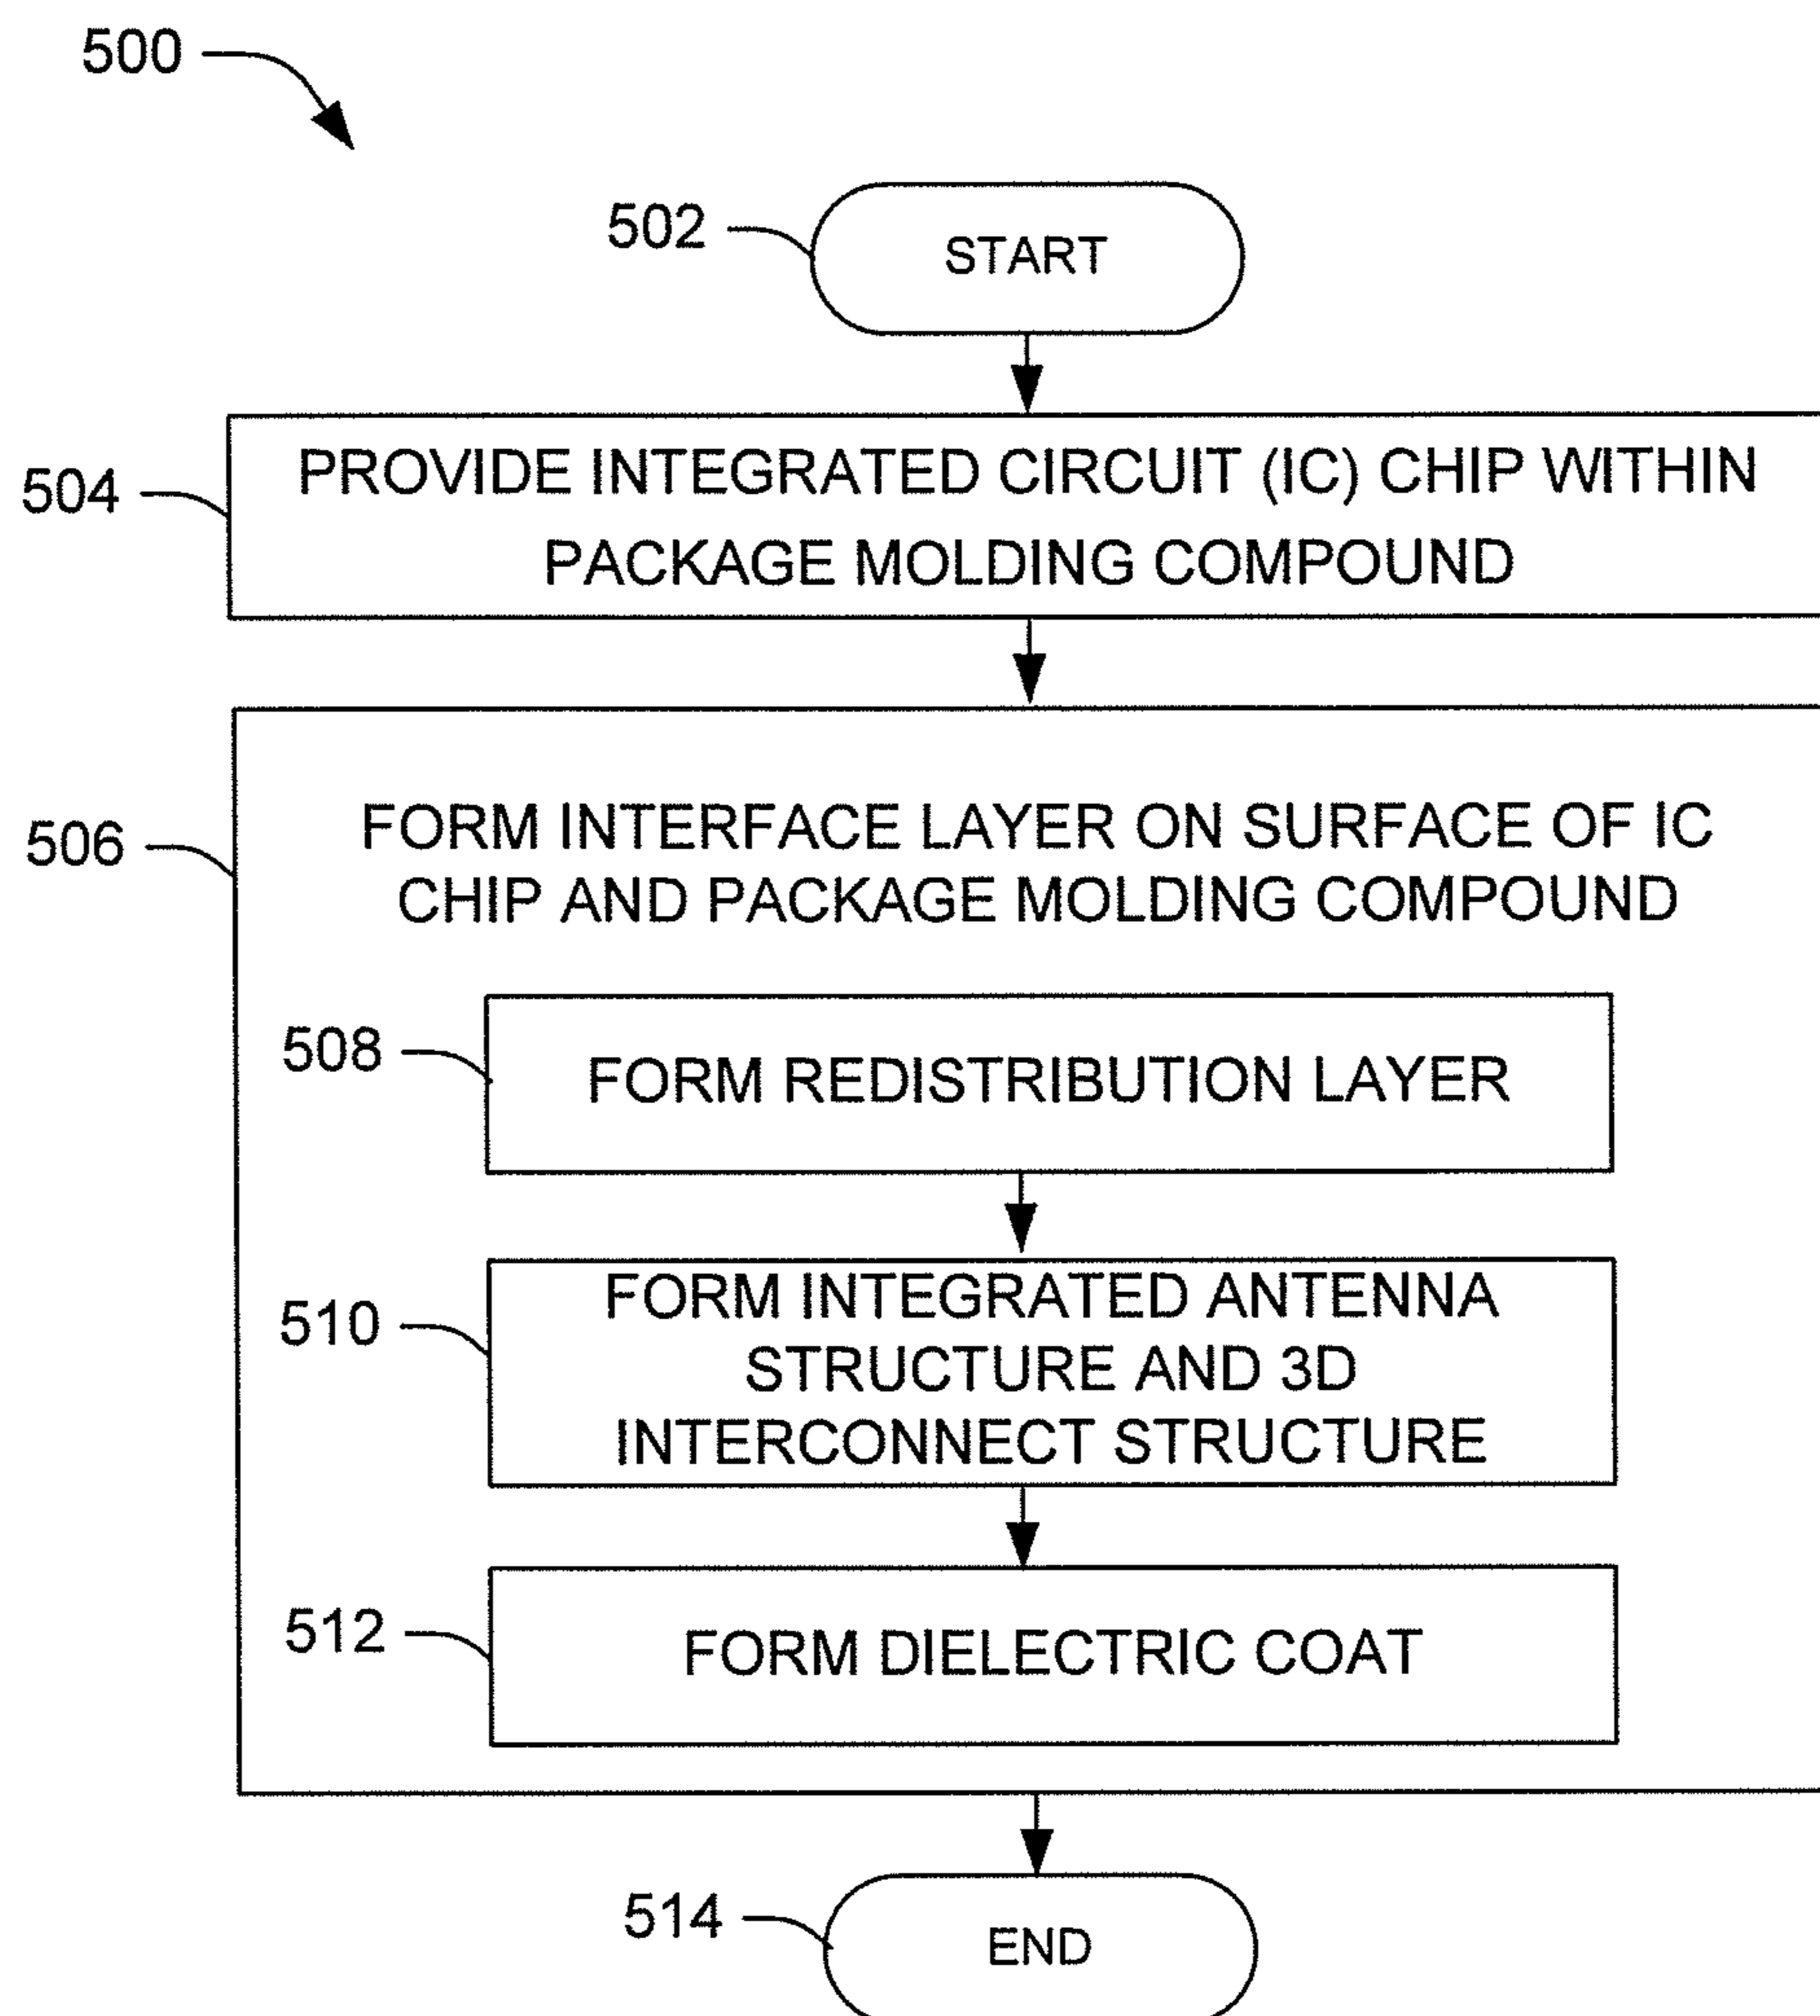 500
502
START
504
PROVIDE INTEGRATED CIRCUIT (IC) CHIP WITHIN
PACKAGE MOLDING COMPOUND
506
FORM INTERFACE LAYER ON SURFACE OF IC
CHIP AND PACKAGE MOLDING COMPOUND
508
FORM REDISTRIBUTION LAYER
510
FORM INTEGRATED ANTENNA
STRUCTURE AND 3D
INTERCONNECT STRUCTURE
512
FORM DIELECTRIC COAT
514
END